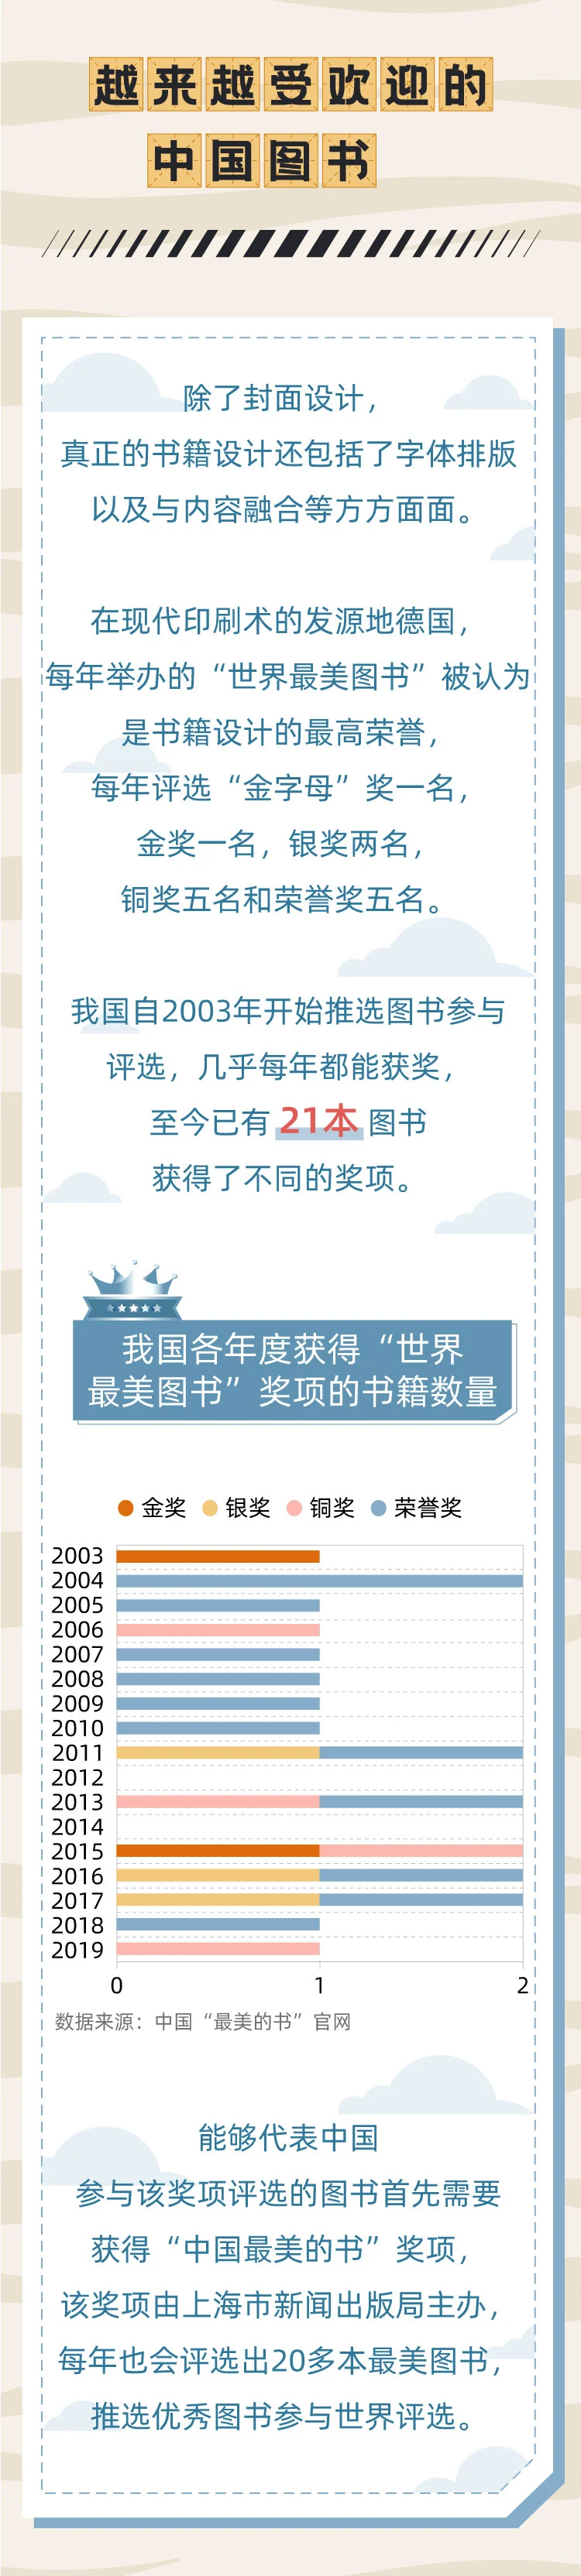 越来越受欢迎的
中国图书
除了封面设计，
真正的书籍设计还包括了字体排版
以及与内容融合等方方面面。
在现代印刷术的发源地德国，
每年举办的“世界最美图书”被认为
是书籍设计的最高荣誉，
每年评选“金字母”奖一名，
金奖一名，银奖两名，
铜奖五名和荣誉奖五名。
我国自2003年开始推选图书参与
评选，几乎每年都能获奖，
至今已有 21本 图书
获得了不同的奖项。
我国各年度获得“世界
最美图书”奖项的书籍数量
金奖 银奖 铜奖 荣誉奖
2003
2004
2005
2006
2007
2008
2009
2010
2011
2012
2013
2014
2015
2016
2017
2018
2019
0 1 2
数据来源：中国“最美的书”官网
能够代表中国
参与该奖项评选的图书首先需要
获得“中国最美的书”奖项，
该奖项由上海市新闻出版局主办，
每年也会评选出20多本最美图书，
推选优秀图书参与世界评选。